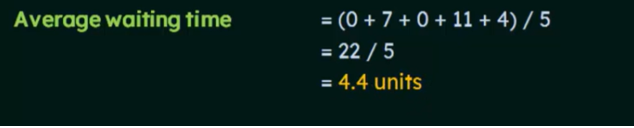 Average waiting time = (0 + 7 + 0 + 11 + 4) / 5
= 22 / 5
= 4.4 units